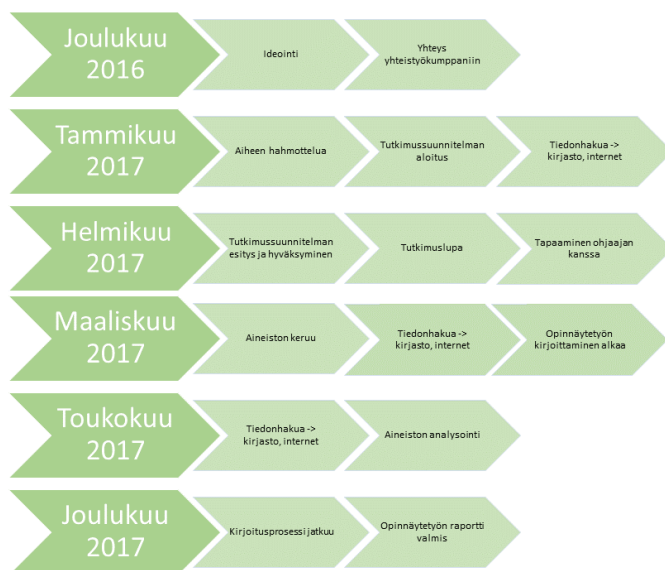 Joulukuu
2016
Ideointi
Yhteys
yhteistyökumppaniin
Tammikuu
2017
Aiheen hahmottelua
Tutkimussuunnitelman
aloitus
Tiedonhakua ->
kirjasto, internet
Helmikuu
2017
Tutkimussuunnitelman
esitys ja hyväksyminen
Tutkimuslupa
Tapaaminen ohjaajan
kanssa
Maaliskuu
2017
Aineiston keruu
Tiedonhakua ->
kirjasto, internet
Opinnäytetyön
kirjoittaminen alkaa
Toukokuu
2017
Tiedonhakua ->
kirjasto, internet
Aineiston analysointi
Joulukuu
2017
Kirjoitusprosessi jatkuu
Opinnäytetyön raportti
valmis